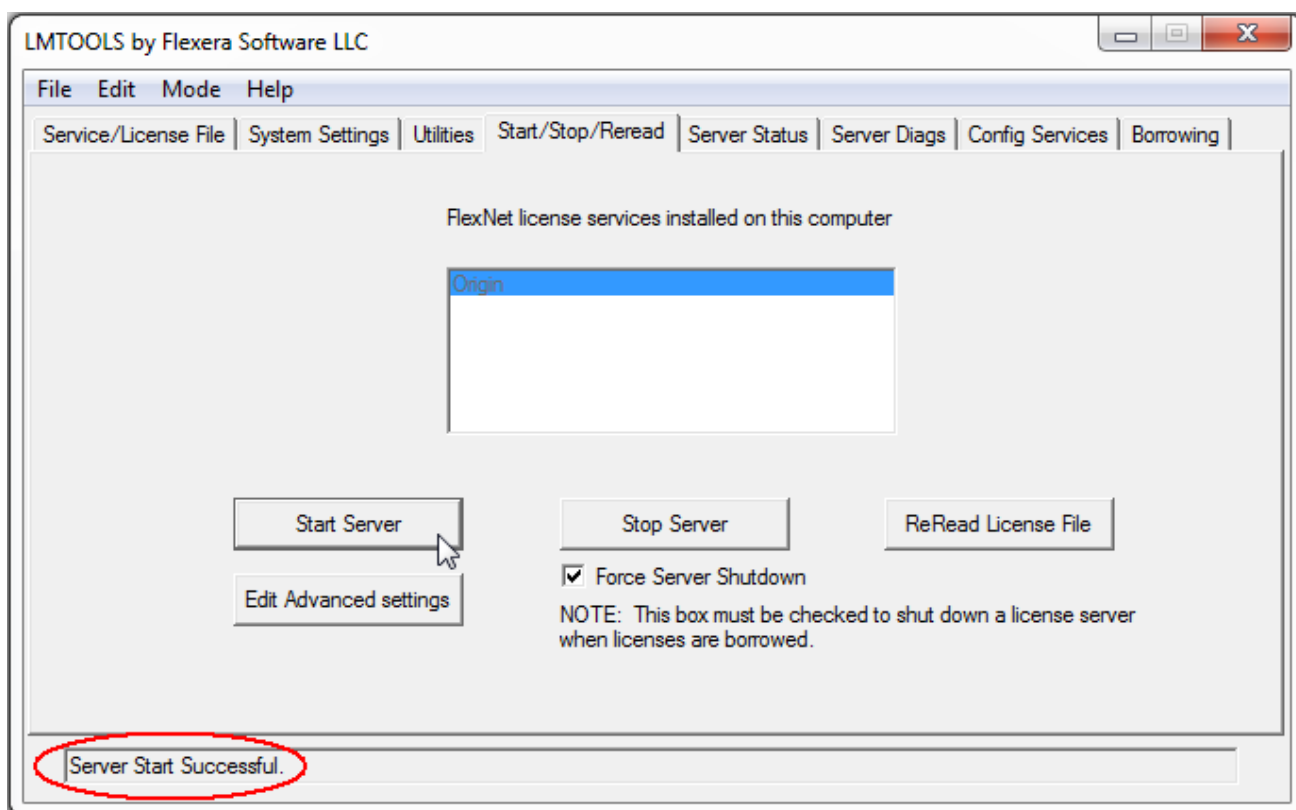 LMTOOLS by Flexera Software LLC
File Edit Mode Help
Service/License File System Settings Utilities Start/Stop/Reread Server Status Server Diags Config Services Borrowing
FlexNet license services installed on this computer
Origin
Start Server Stop Server ReRead License File
Force Server Shutdown
Edit Advanced settings
NOTE: This box must be checked to shut down a license server
when licenses are borrowed.
Server Start Successful.